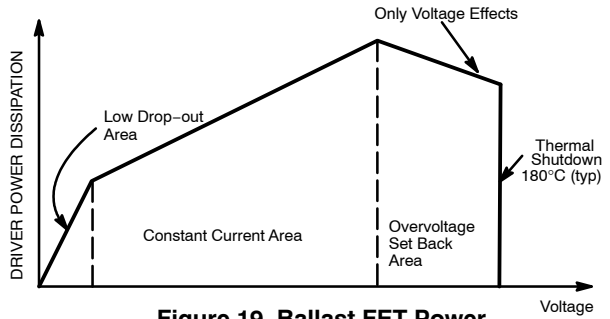 Only Voltage Effects
DRIVER POWER DISSIPATION
Low Drop-out
Area
Thermal
Shutdown
180°C (typ)
Constant Current Area
Overvoltage
Set Back
Area
Voltage
Figure 19. Ballast FET Power